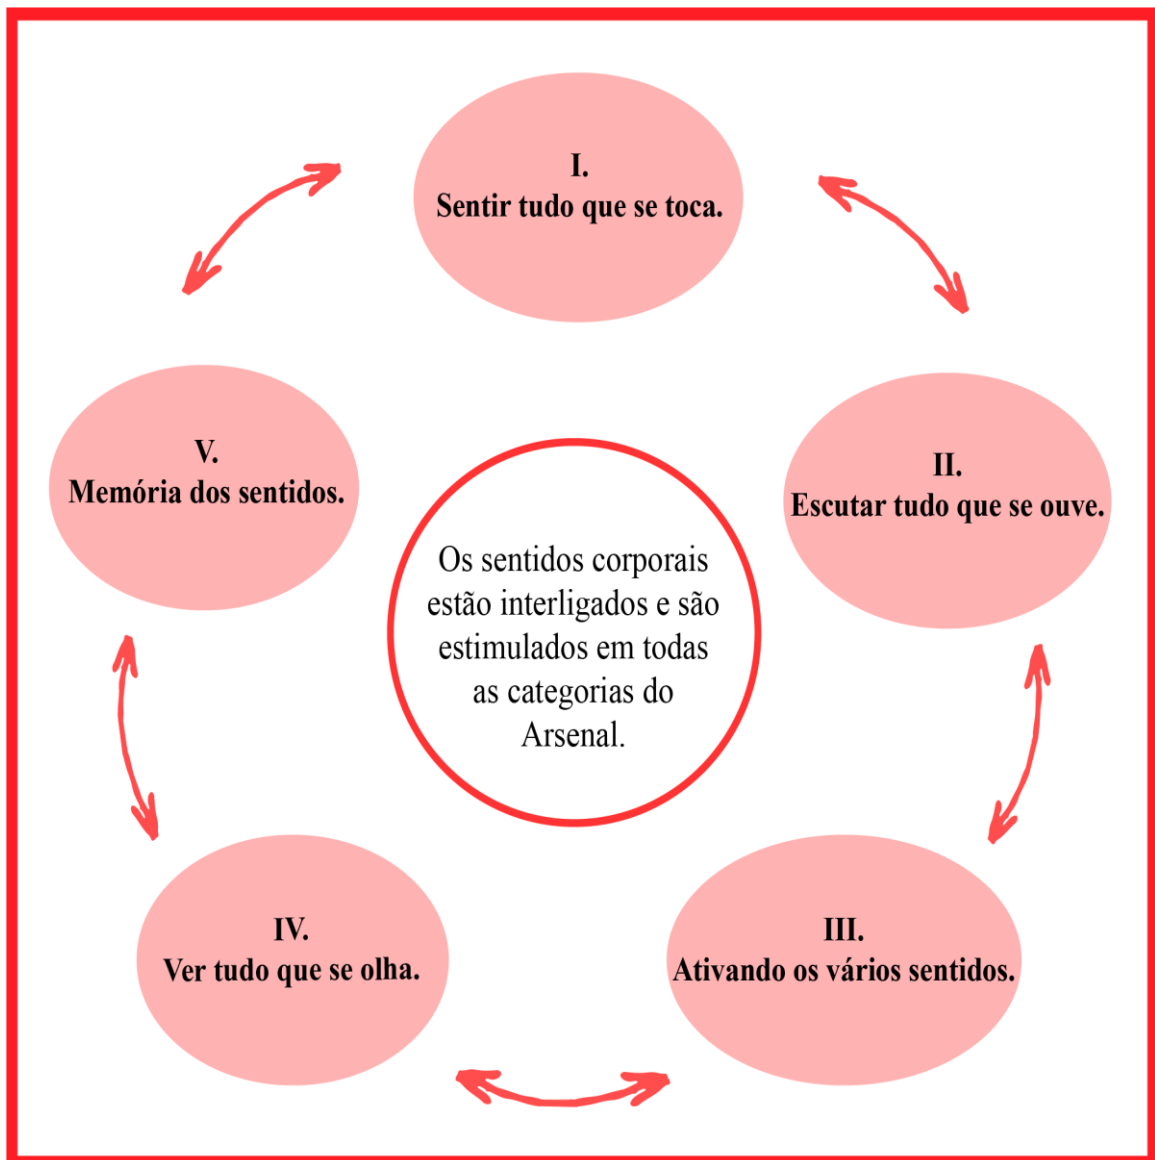 I.
Sentir tudo que se toca.
II.
Escutar tudo que se ouve.
III.
Ativando os vários sentidos.
IV.
Ver tudo que se olha.
V.
Memória dos sentidos.
Os sentidos corporais
estão interligados e são
estimulados em todas
as categorias do
Arsenal.